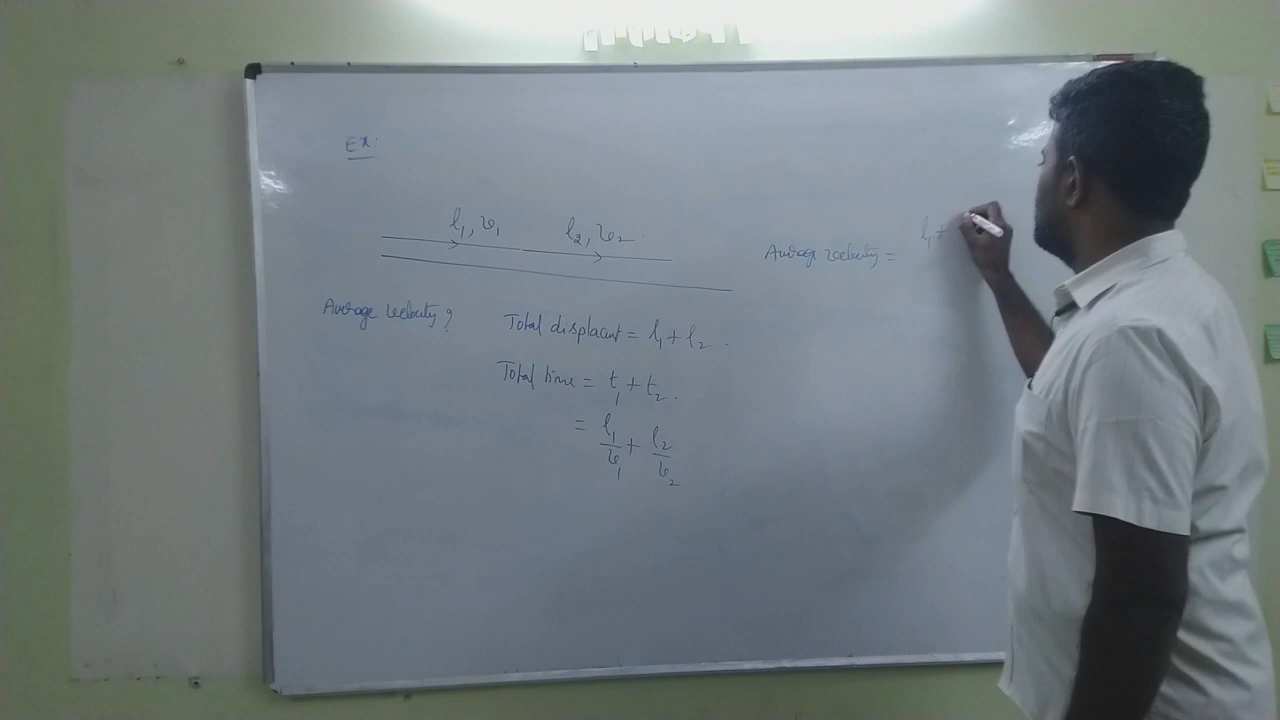 Ex:
l₁, v₁ l₂, v₂
Average velocity? Total displacent = l₁ + l₂.
Total time = t₁ + t₂.
= l₁/v₁ + l₂/v₂
Average velocity = l₁ +